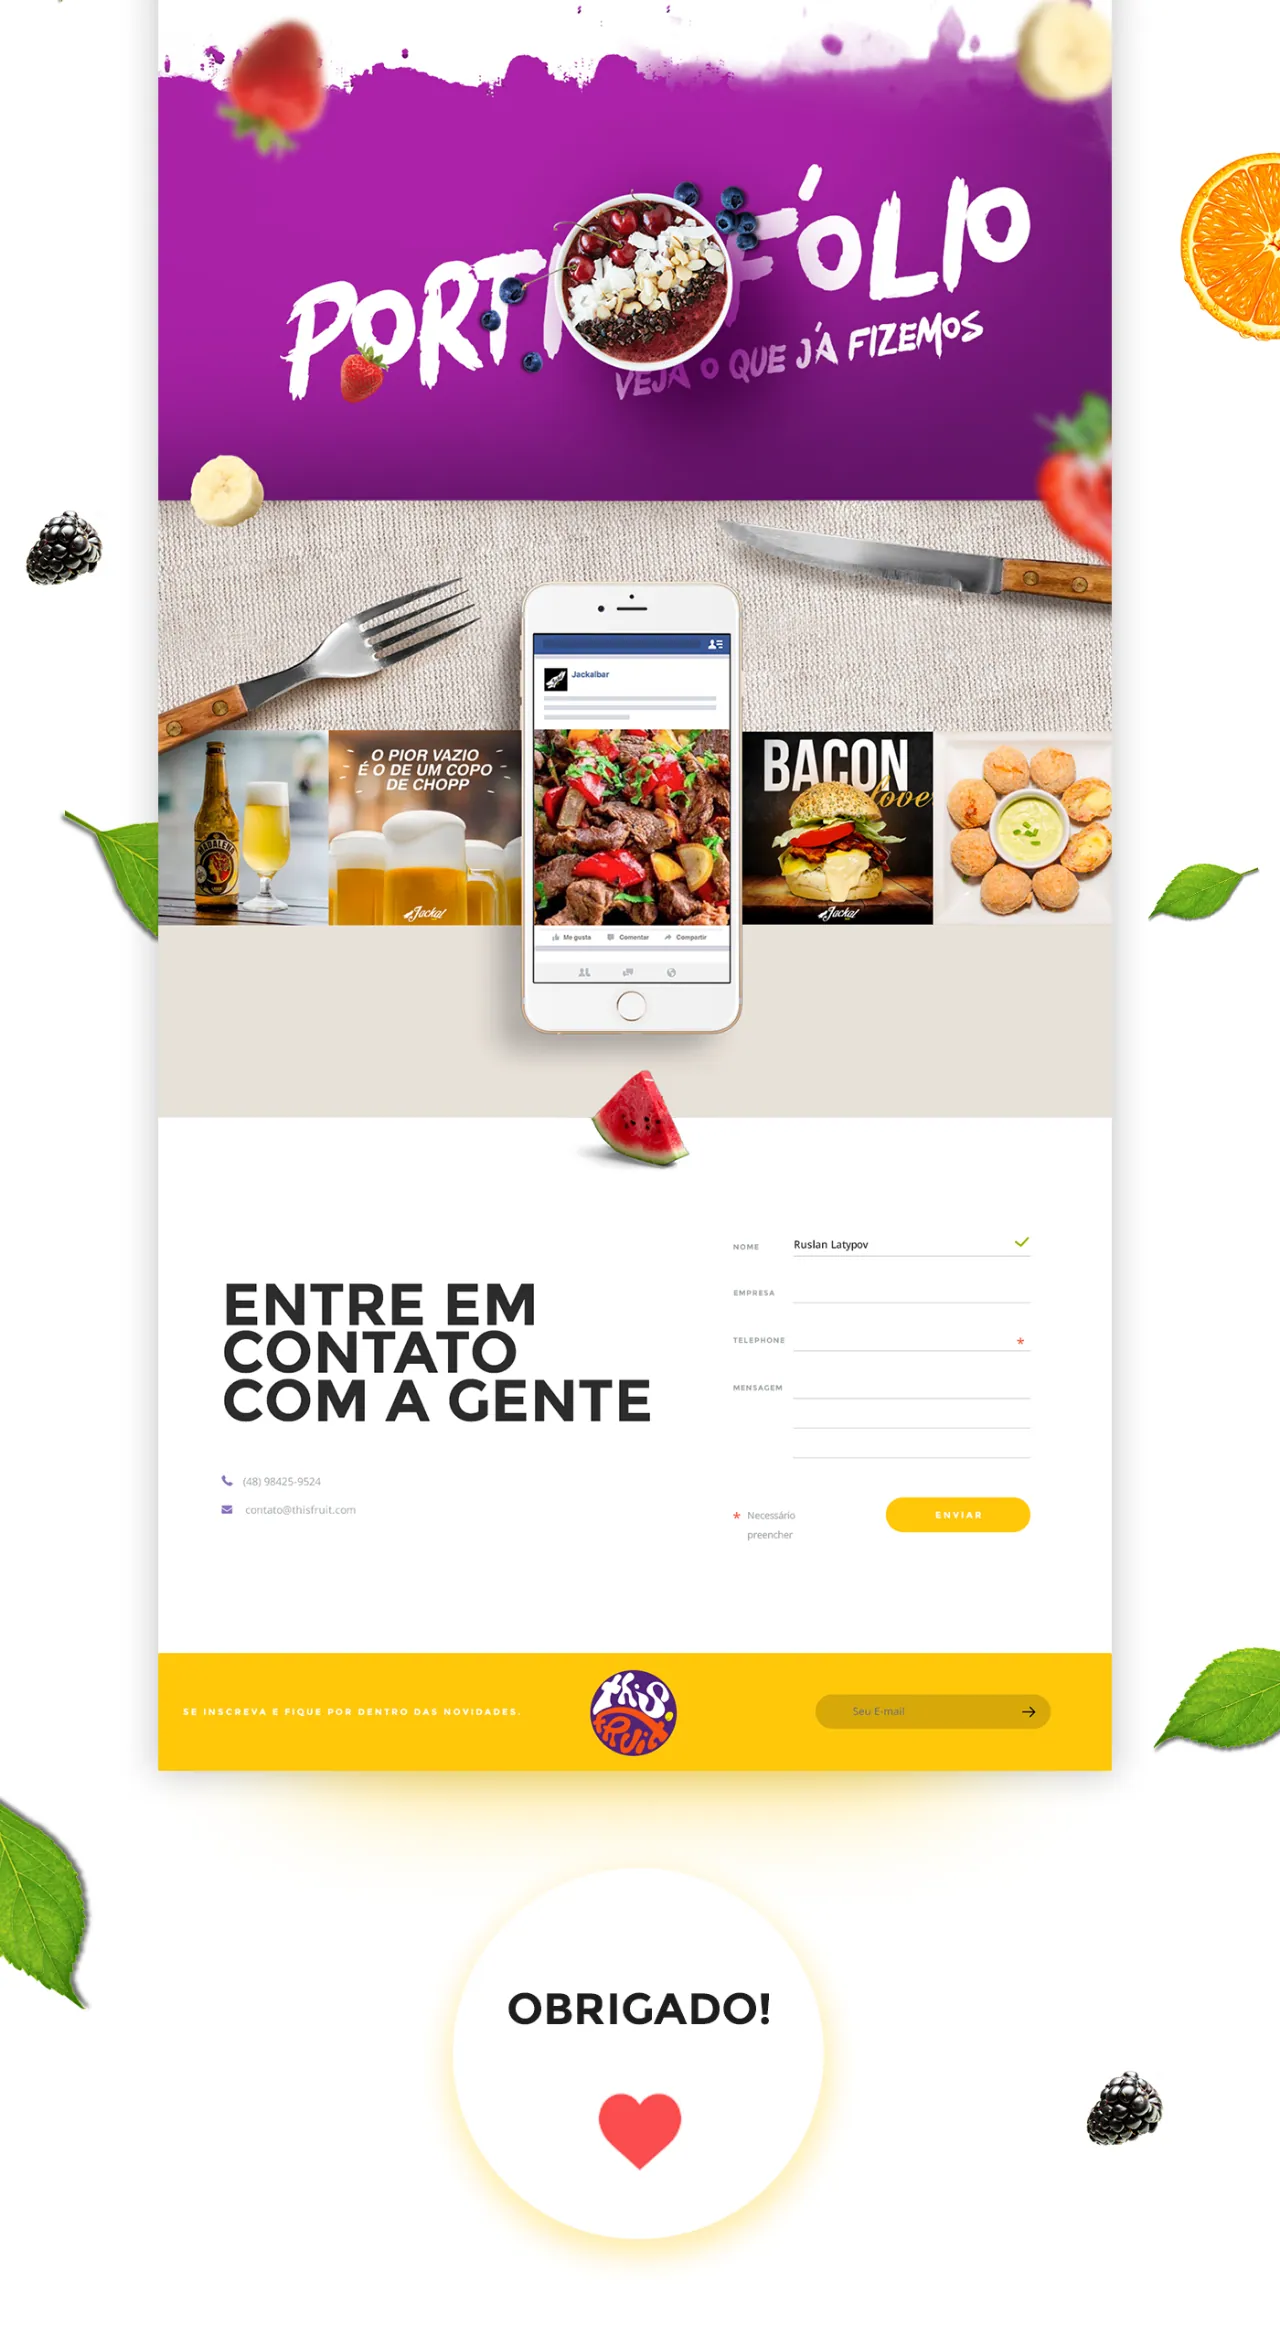 PORTIFÓLIO
VEJA O QUE JÁ FIZEMOS
Jackalbar
O PIOR VAZIO
É O DE UM COPO
DE CHOPP
Jackal
Me gusta Comentar Compartir
BACON
love
Jackal
ENTRE EM
CONTATO
COM A GENTE
(48) 98425-9524
contato@thisfruit.com
NOME Ruslan Latypov
EMPRESA
TELEPHONE *
MENSAGEM
* Necessário
preencher
ENVIAR
SE INSCREVA E FIQUE POR DENTRO DAS NOVIDADES.
this.
fruit
Seu E-mail
OBRIGADO!